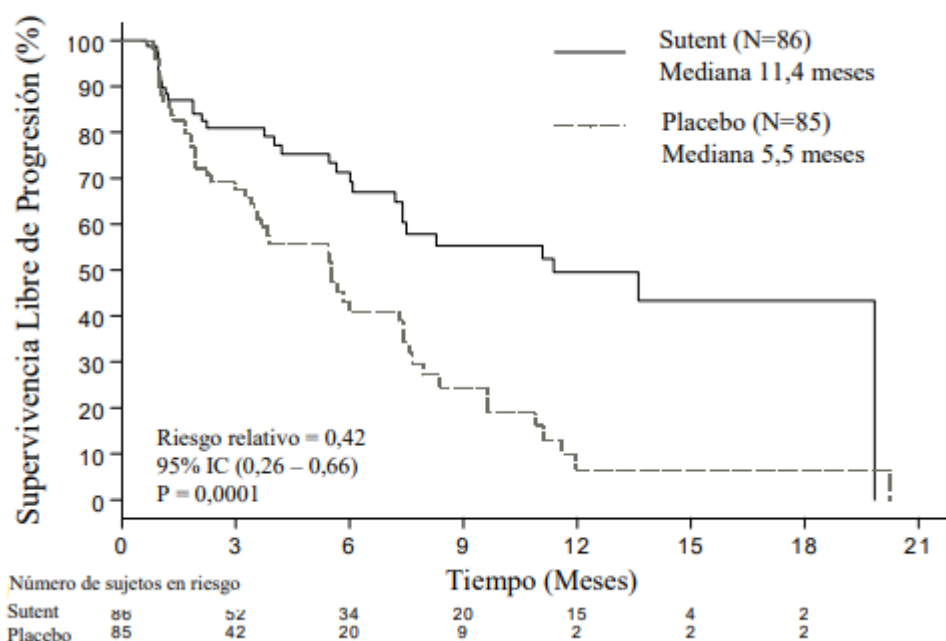 Supervivencia Libre de Progresión (%)
100
90
80
70
60
50
40
30
20
10
0
Sutent (N=86)
Mediana 11,4 meses
Placebo (N=85)
Mediana 5,5 meses
Riesgo relativo = 0,42
95% IC (0,26 – 0,66)
P = 0,0001
0 3 6 9 12 15 18 21
Tiempo (Meses)
Número de sujetos en riesgo
Sutent 86 52 34 20 15 4 2
Placebo 85 42 20 9 2 2 2